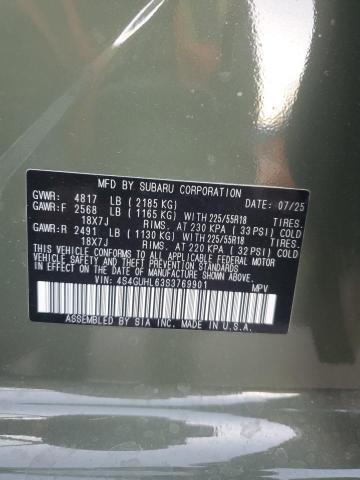 MFD BY SUBARU CORPORATION DATE: 07/25
GVWR: 4817 LB (2185 KG)
GAWR:F 2568 LB (1165 KG) WITH 225/55R18 TIRES.
18X7J RIMS. AT 230 KPA (33 PSI) COLD
GAWR:R 2491 LB (1130 KG) WITH 225/55R18 TIRES.
18X7J RIMS. AT 220 KPA (32 PSI) COLD
THIS VEHICLE CONFORMS TO ALL APPLICABLE FEDERAL MOTOR VEHICLE
SAFETY AND THEFT PREVENTION STANDARDS IN
EFFECT ON THE DATE OF MANUFACTURE SHOWN ABOVE.
VIN: 4S4GUHL63S3769901 MPV
ASSEMBLED BY SIA INC. MADE IN U.S.A.